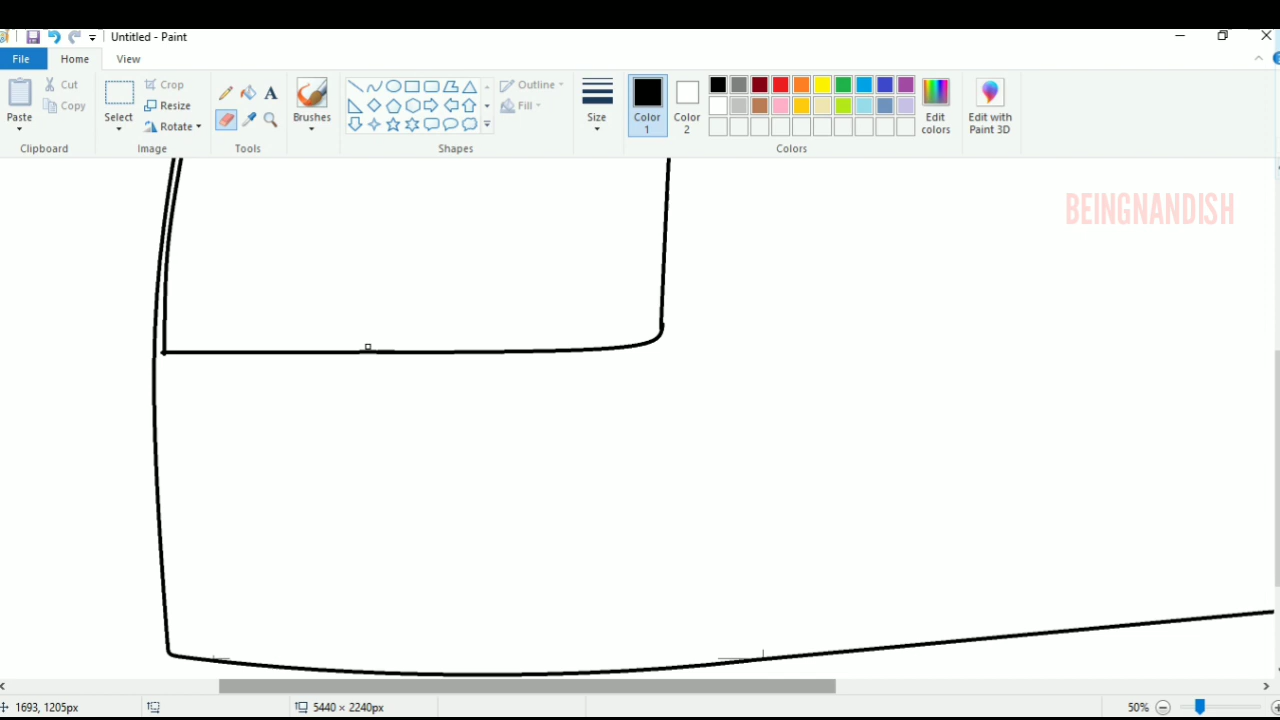 Untitled - Paint
File Home View
Paste
Cut
Copy
Clipboard
Select
Crop
Resize
Rotate
Image
Tools
Brushes
Shapes
Outline
Fill
Size
Color 1
Color 2
Colors
Edit colors
Edit with Paint 3D
BEINGNANDISH
1693, 1205px
5440 × 2240px
50%